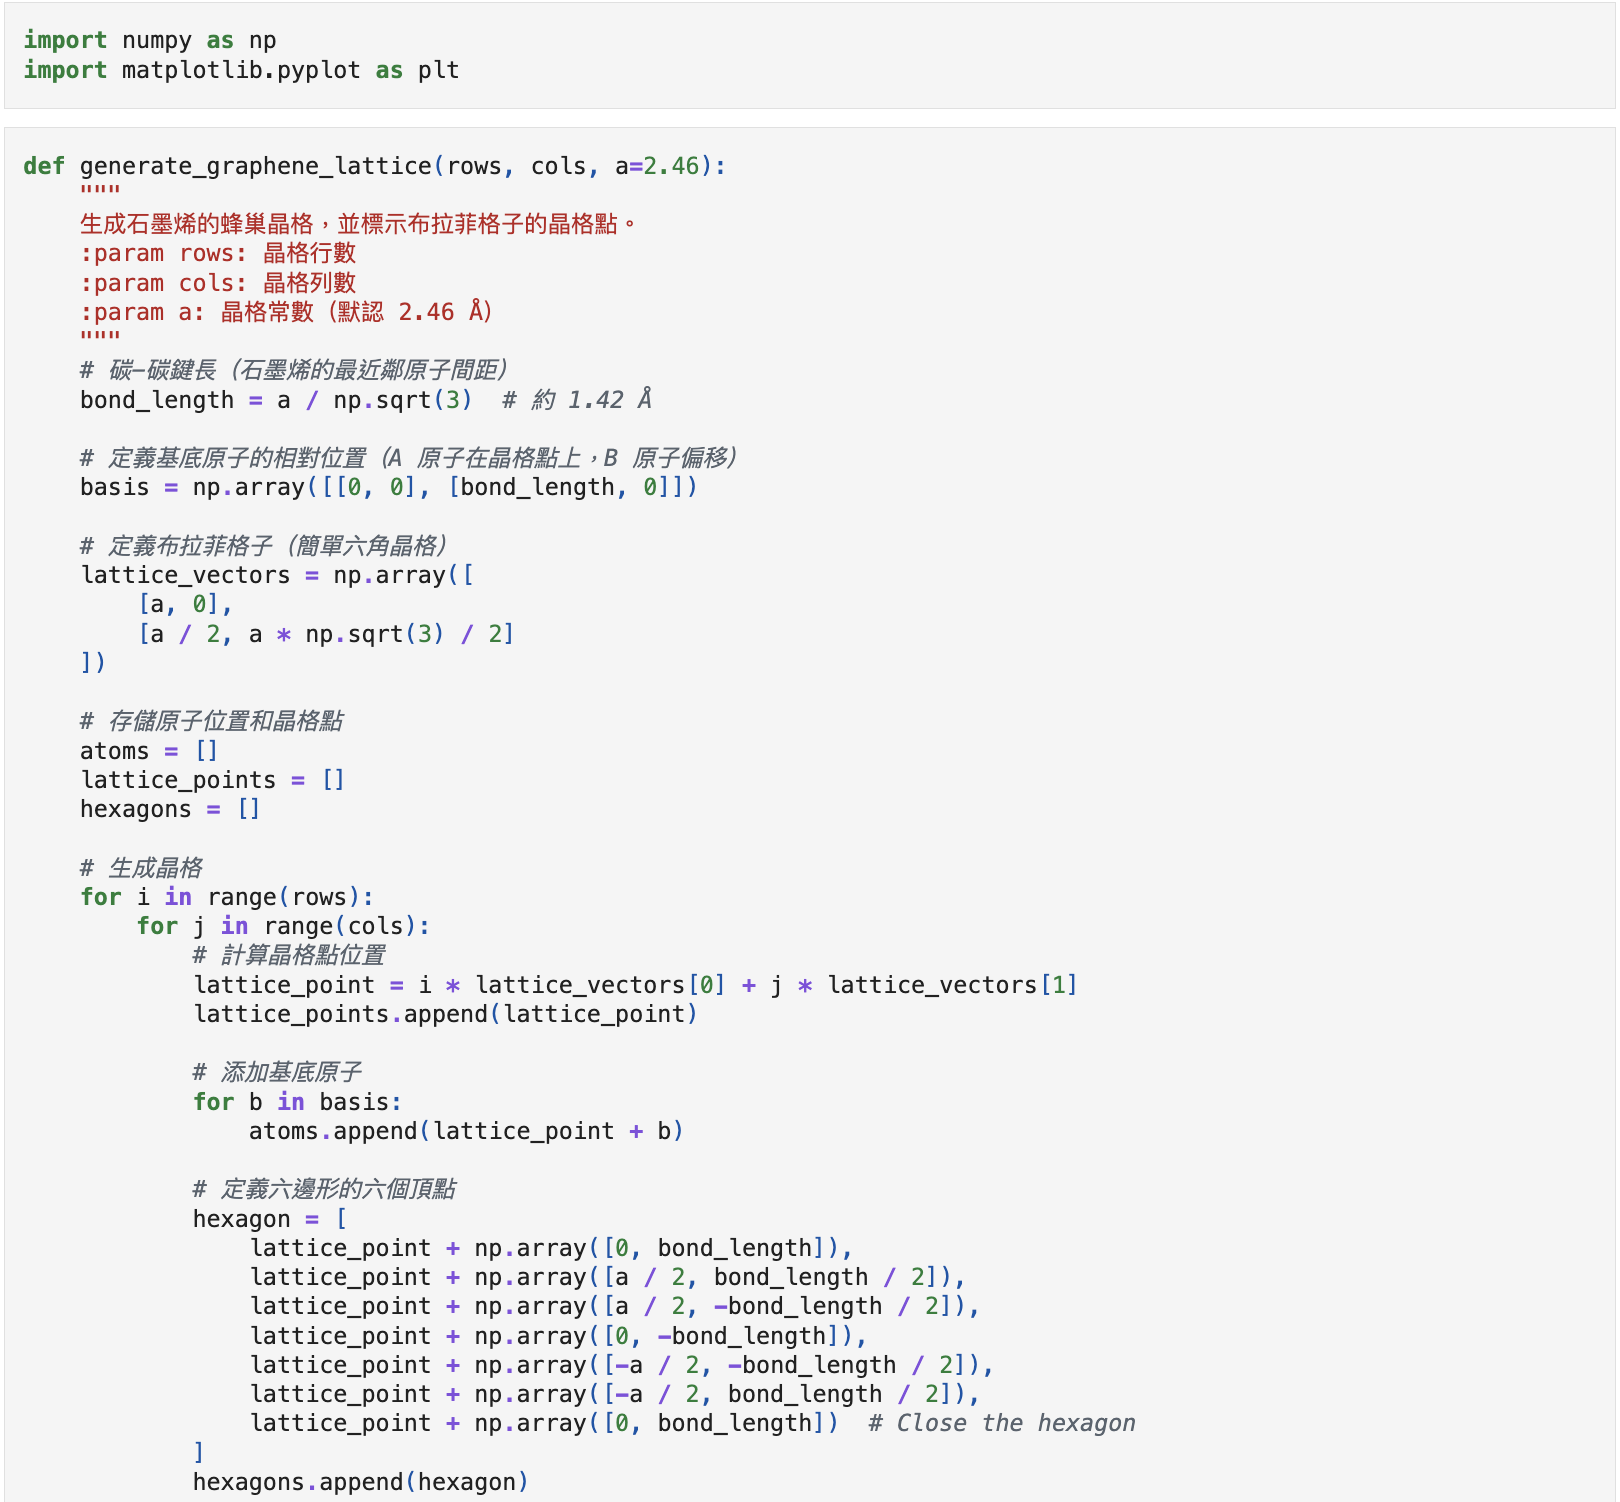 import numpy as np
import matplotlib.pyplot as plt
def generate_graphene_lattice(rows, cols, a=2.46):
    """
    生成石墨烯的蜂巢晶格，並標示布拉菲格子的晶格點。
    :param rows: 晶格行數
    :param cols: 晶格列數
    :param a: 晶格常數（默認 2.46 Å）
    """
    # 碳-碳鍵長（石墨烯的最近鄰原子間距）
    bond_length = a / np.sqrt(3)  # 約 1.42 Å
    # 定義基底原子的相對位置（A 原子在晶格點上，B 原子偏移）
    basis = np.array([[0, 0], [bond_length, 0]])
    # 定義布拉菲格子（簡單六角晶格）
    lattice_vectors = np.array([
        [a, 0],
        [a / 2, a * np.sqrt(3) / 2]
    ])
    # 存儲原子位置和晶格點
    atoms = []
    lattice_points = []
    hexagons = []
    # 生成晶格
    for i in range(rows):
        for j in range(cols):
            # 計算晶格點位置
            lattice_point = i * lattice_vectors[0] + j * lattice_vectors[1]
            lattice_points.append(lattice_point)
            # 添加基底原子
            for b in basis:
                atoms.append(lattice_point + b)
            # 定義六邊形的六個頂點
            hexagon = [
                lattice_point + np.array([0, bond_length]),
                lattice_point + np.array([a / 2, bond_length / 2]),
                lattice_point + np.array([a / 2, -bond_length / 2]),
                lattice_point + np.array([0, -bond_length]),
                lattice_point + np.array([-a / 2, -bond_length / 2]),
                lattice_point + np.array([-a / 2, bond_length / 2]),
                lattice_point + np.array([0, bond_length])  # Close the hexagon
            ]
            hexagons.append(hexagon)